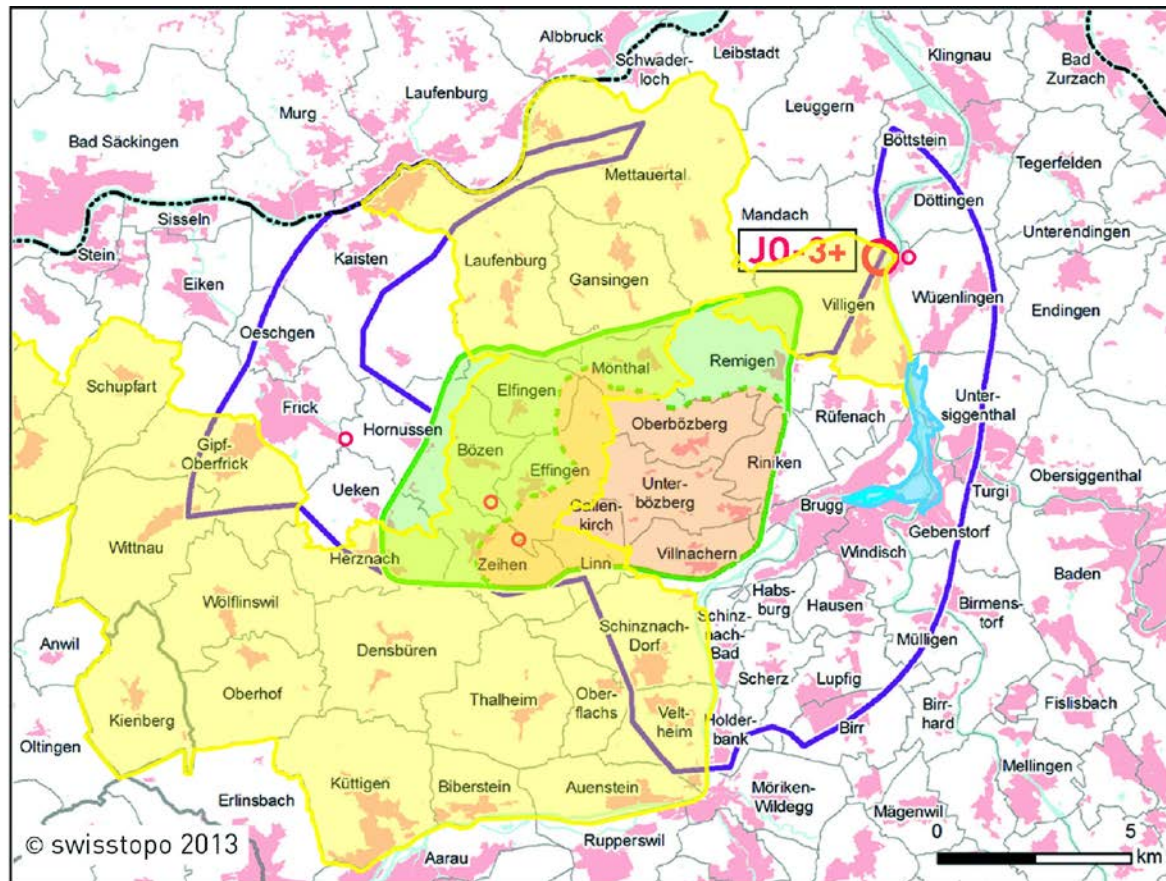 Albbruck
Schwader-
loch
Leibstadt
Klingnau
Bad
Zurzach
Laufenburg
Murg
Leuggern
Bad Säckingen
Böttstein
Tegerfelden
Mettauertal
Sisseln
Mandach
Döttingen
Stein
Kaisten
Laufenburg
J0-3+
Unterendingen
Eiken
Gansingen
Villigen
Würenlingen
Endingen
Oeschgen
Mönthal
Remigen
Schupfart
Elfingen
Frick
Hornussen
Oberbözberg
Rüfenach
Unter-
siggenthal
Gipf-
Oberfrick
Bözen
Effingen
Riniken
Obersiggenthal
Ueken
Unter-
bözberg
Turgi
Gallen-
kirch
Brugg
Gebenstorf
Wittnau
Herznach
Zeihen
Linn
Villnachern
Windisch
Baden
Wölflinswil
Habs-
burg
Hausen
Birmens-
torf
Anwil
Densbüren
Schinznach-
Dorf
Schinz-
nach-
Bad
Mülligen
Oberhof
Thalheim
Ober-
flachs
Scherz
Lupfig
Kienberg
Velt-
heim
Holder-
bank
Birr
Birr-
hard
Fislisbach
Oltingen
Mellingen
Küttigen
Biberstein
Auenstein
Möriken-
Wildegg
Mägenwil
Erlinsbach
Rupperswil
Aarau
0 5
km
© swisstopo 2013